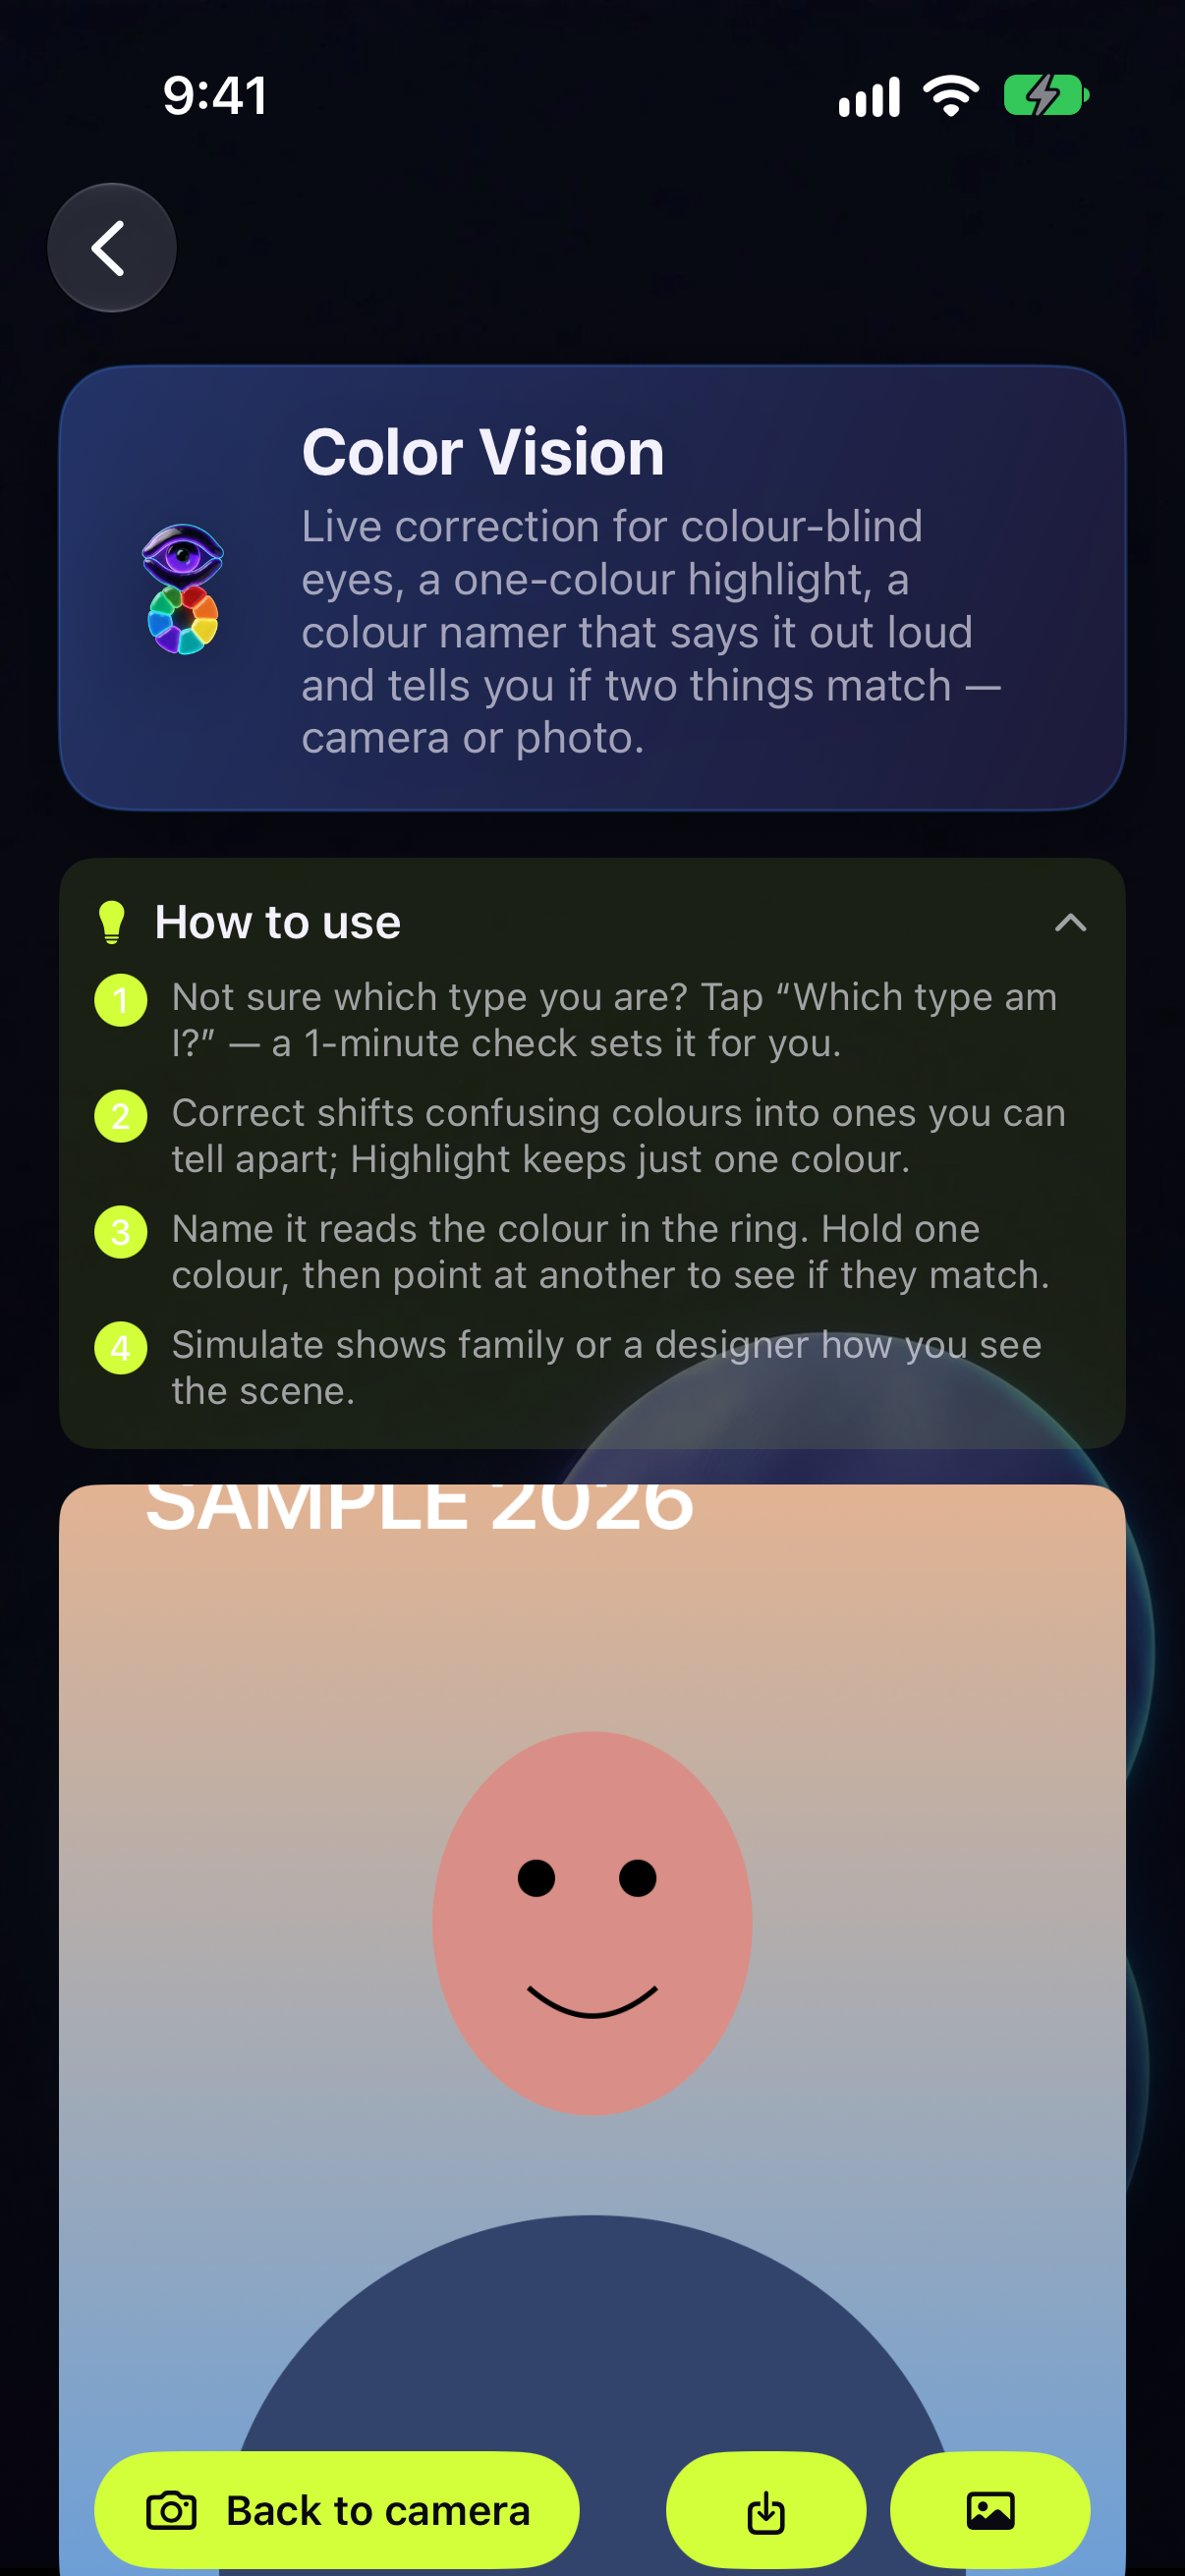 9:41
Color Vision
Live correction for colour-blind
eyes, a one-colour highlight, a
colour namer that says it out loud
and tells you if two things match —
camera or photo.
How to use
1 Not sure which type you are? Tap “Which type am
I?” — a 1-minute check sets it for you.
2 Correct shifts confusing colours into ones you can
tell apart; Highlight keeps just one colour.
3 Name it reads the colour in the ring. Hold one
colour, then point at another to see if they match.
4 Simulate shows family or a designer how you see
the scene.
SAMPLE 2026
Back to camera